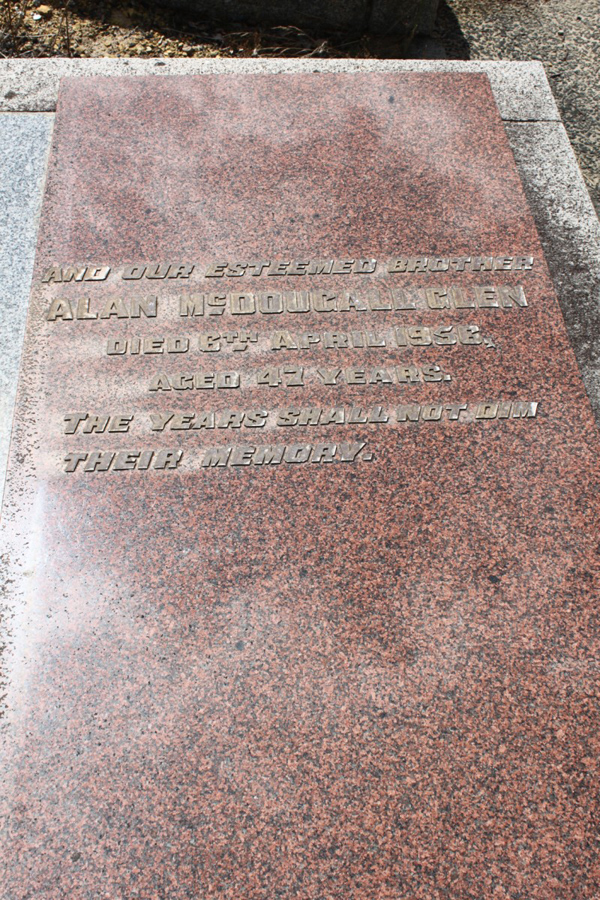 AND OUR ESTEEMED BROTHER
ALAN McDOUGALL GLEN
DIED 6TH APRIL 1956,
AGED 47 YEARS.
THE YEARS SHALL NOT DIM
THEIR MEMORY.